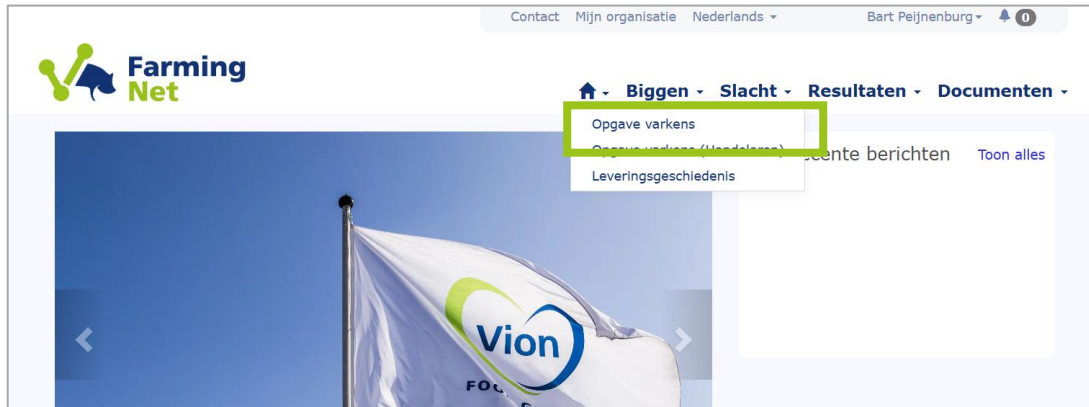 Contact Mijn organisatie Nederlands Bart Peijnenburg 0
Farming
Net
Biggen Slacht Resultaten Documenten
Opgave varkens
Opgave varkens (Handelaren)
cente berichten Toon alles
Leveringsgeschiedenis
Vion